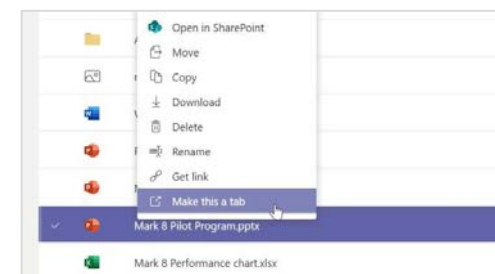 Open in SharePoint
Move
Copy
Download
Delete
Rename
Get link
Make this a tab
Mark 8 Pilot Program.pptx
Mark 8 Performance chart.xlsx